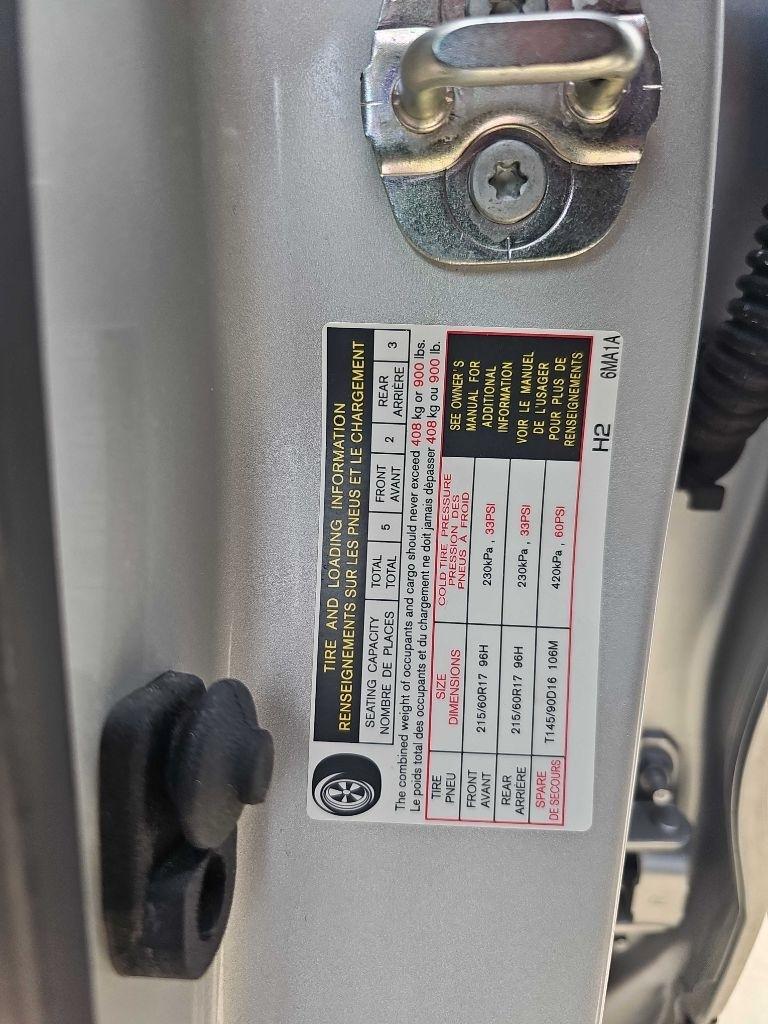 TIRE AND LOADING INFORMATION
RENSEIGNEMENTS SUR LES PNEUS ET LE CHARGEMENT
SEATING CAPACITY TOTAL 5 FRONT 2 REAR 3
NOMBRE DE PLACES TOTAL AVANT ARRIÈRE
The combined weight of occupants and cargo should never exceed 408 kg or 900 lbs.
Le poids total des occupants et du chargement ne doit jamais dépasser 408 kg ou 900 lb.
TIRE SIZE COLD TIRE PRESSURE
PNEU DIMENSIONS PRESSION DES PNEUS À FROID
FRONT AVANT 215/60R17 96H 230kPa , 33PSI
REAR ARRIÈRE 215/60R17 96H 230kPa , 33PSI
SPARE DE SECOURS T145/90D16 106M 420kPa , 60PSI
SEE OWNER'S
MANUAL FOR
ADDITIONAL
INFORMATION
VOIR LE MANUEL
DE L'USAGER
POUR PLUS DE
RENSEIGNEMENTS
H2 6MA1A